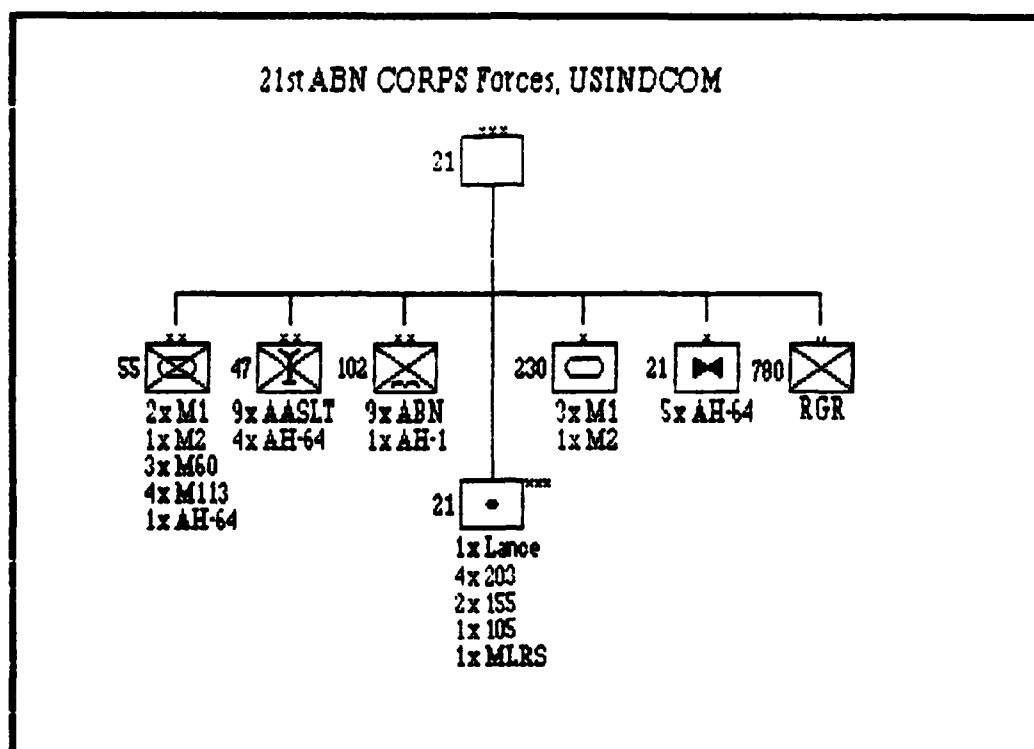 21st ABN CORPS Forces, USINDCOM
xxx
21
xx
55
2x M1
1x M2
3x M60
4x M113
1x AH-64
xx
47
9x AASLT
4x AH-64
xx
102
9x ABN
1x AH-1
x
230
3x M1
1x M2
x
21
5x AH-64
780
RGR
xxx
21
1x Lance
4x 203
2x 155
1x 105
1x MLRS